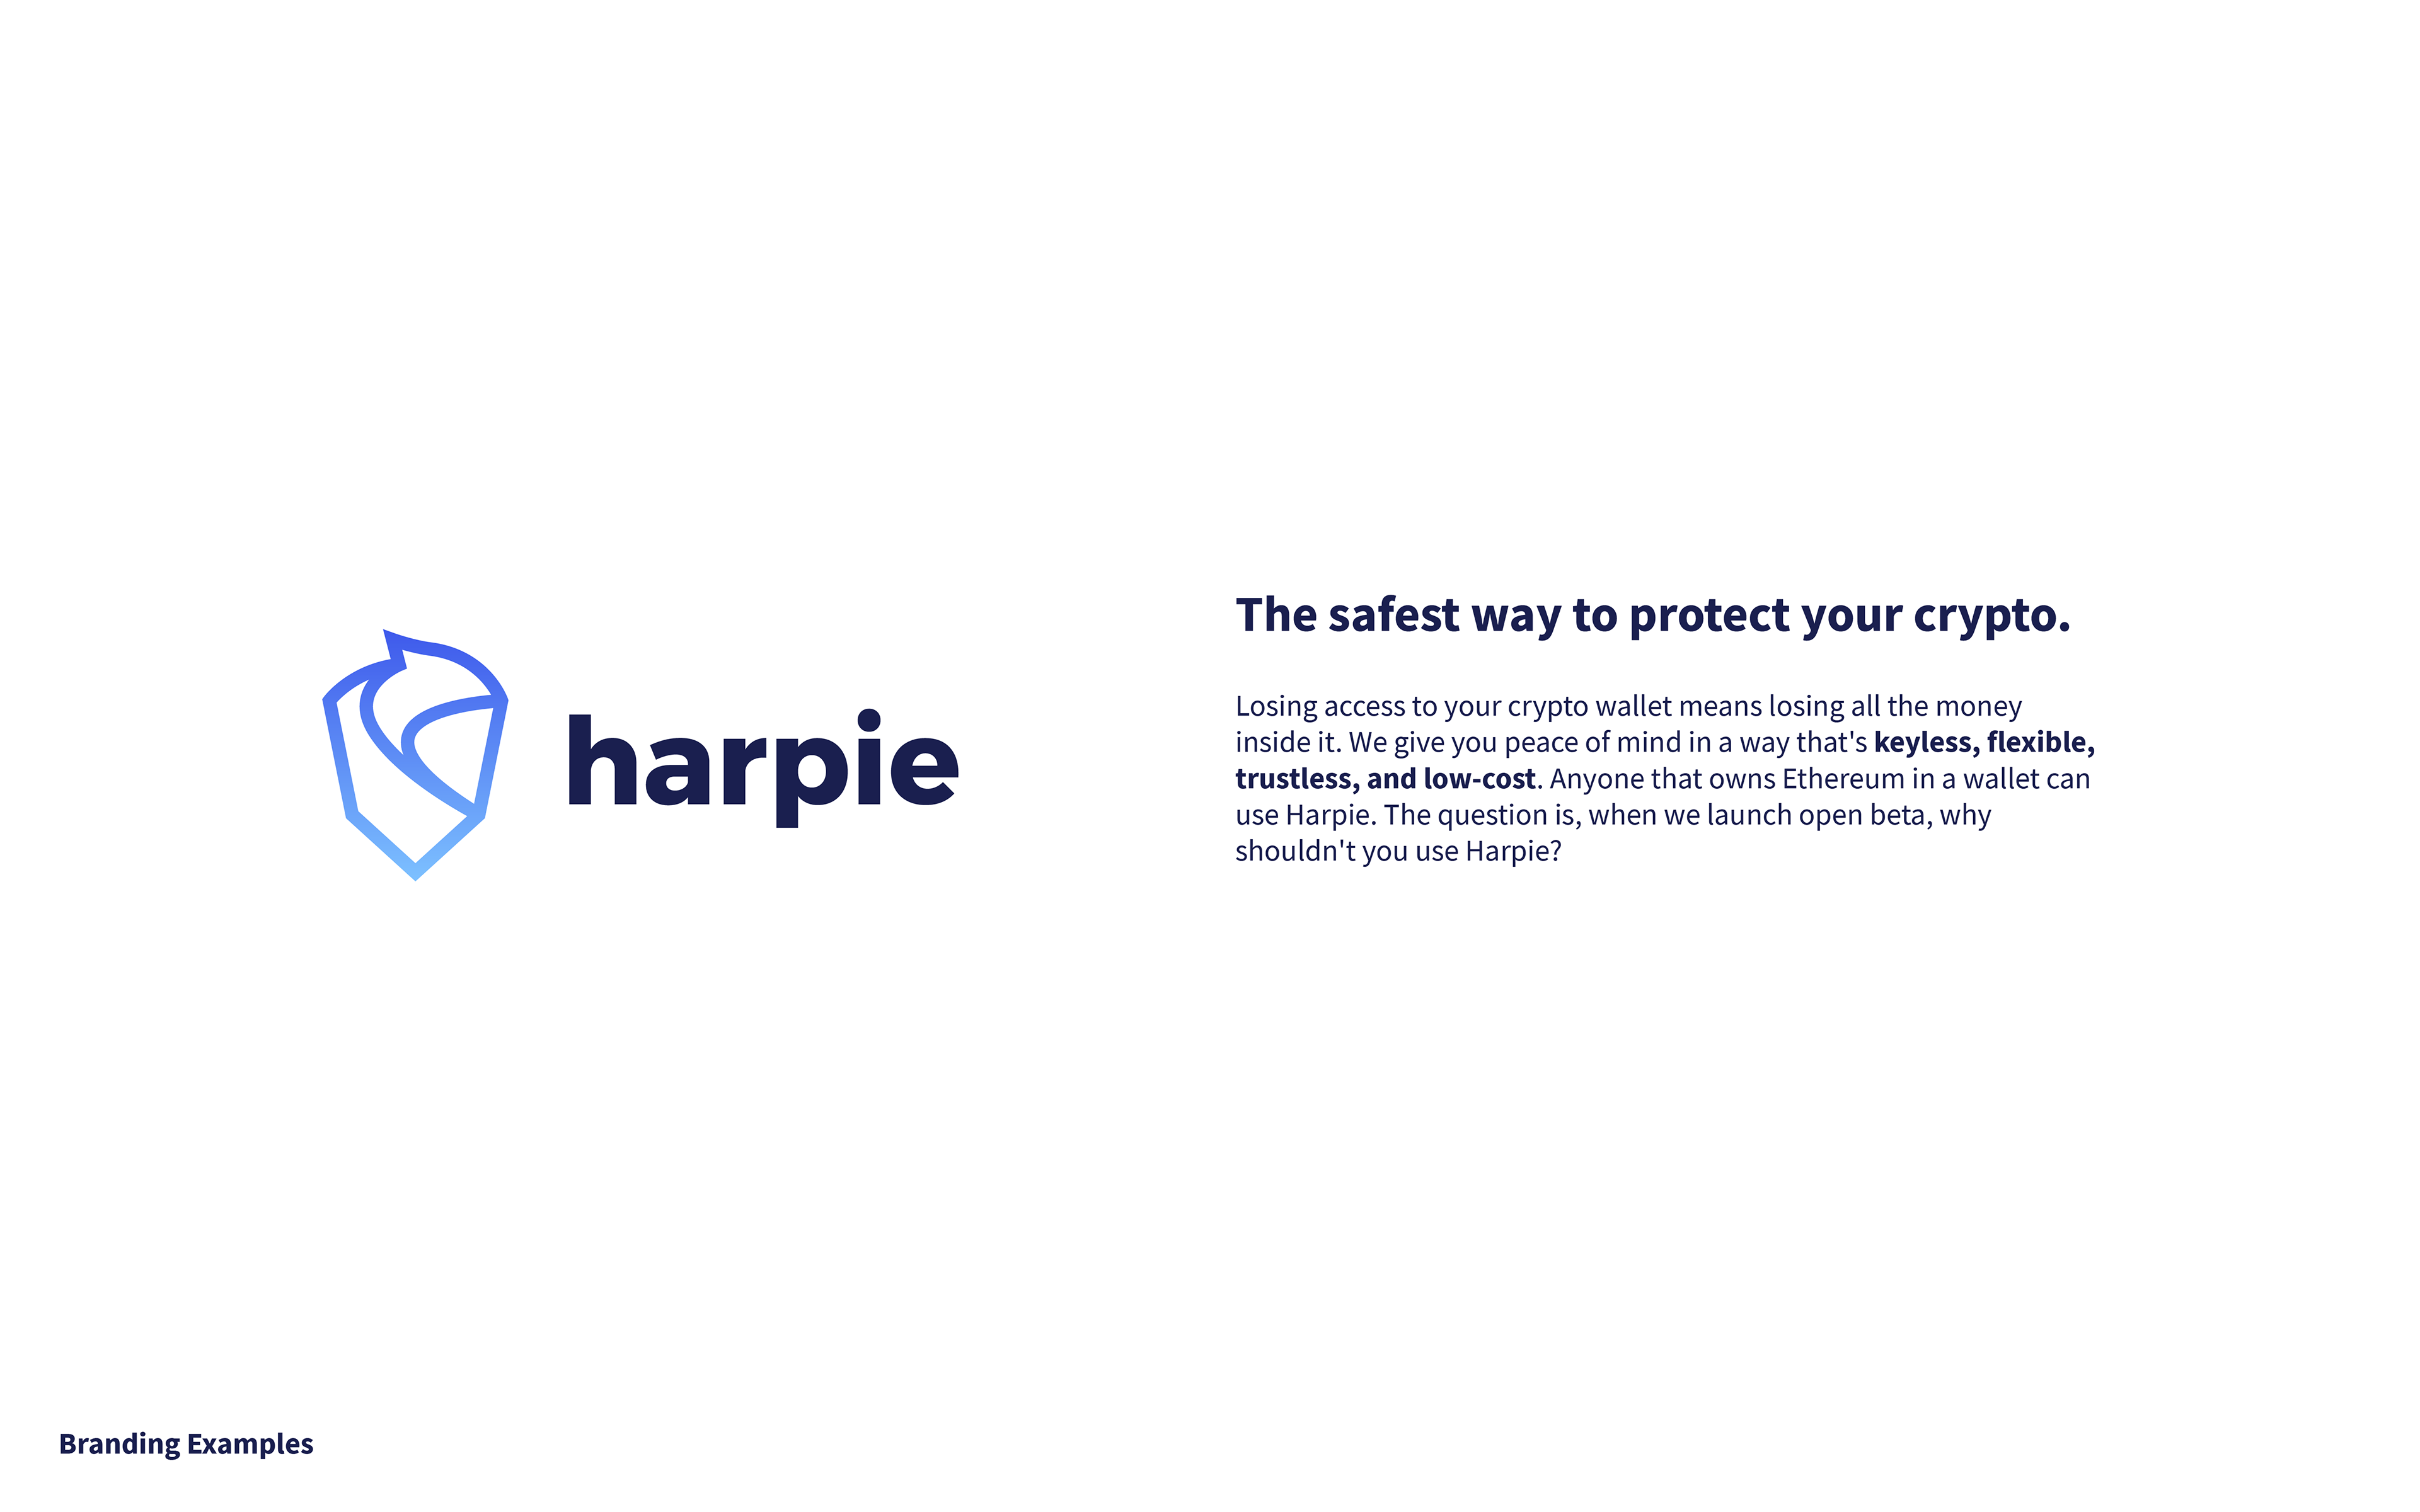 harpie
The safest way to protect your crypto.
Losing access to your crypto wallet means losing all the money
inside it. We give you peace of mind in a way that's keyless, flexible,
trustless, and low-cost. Anyone that owns Ethereum in a wallet can
use Harpie. The question is, when we launch open beta, why
shouldn't you use Harpie?
Branding Examples